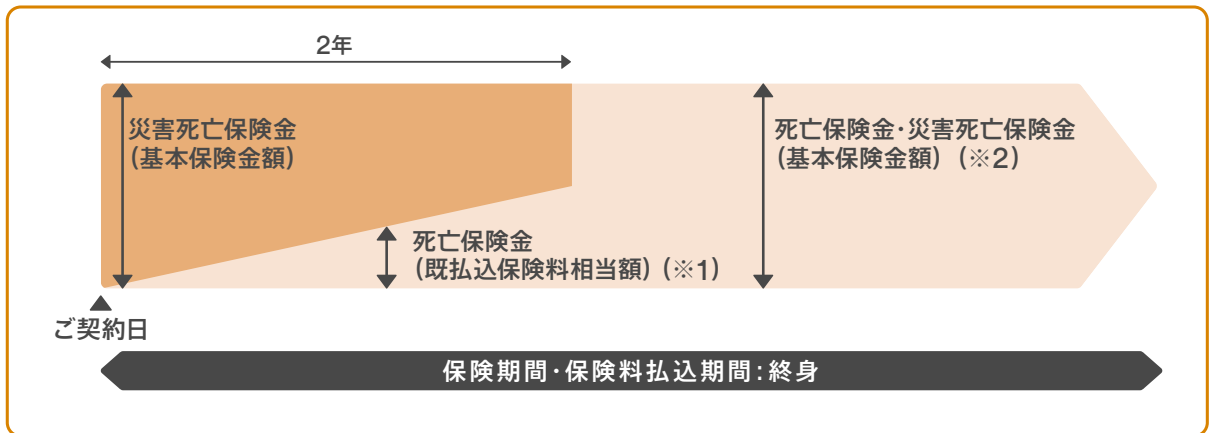 2年
災害死亡保険金
(基本保険金額)
死亡保険金・災害死亡保険金
(基本保険金額)(※2)
死亡保険金
(既払込保険料相当額)(※1)
ご契約日
保険期間・保険料払込期間:終身